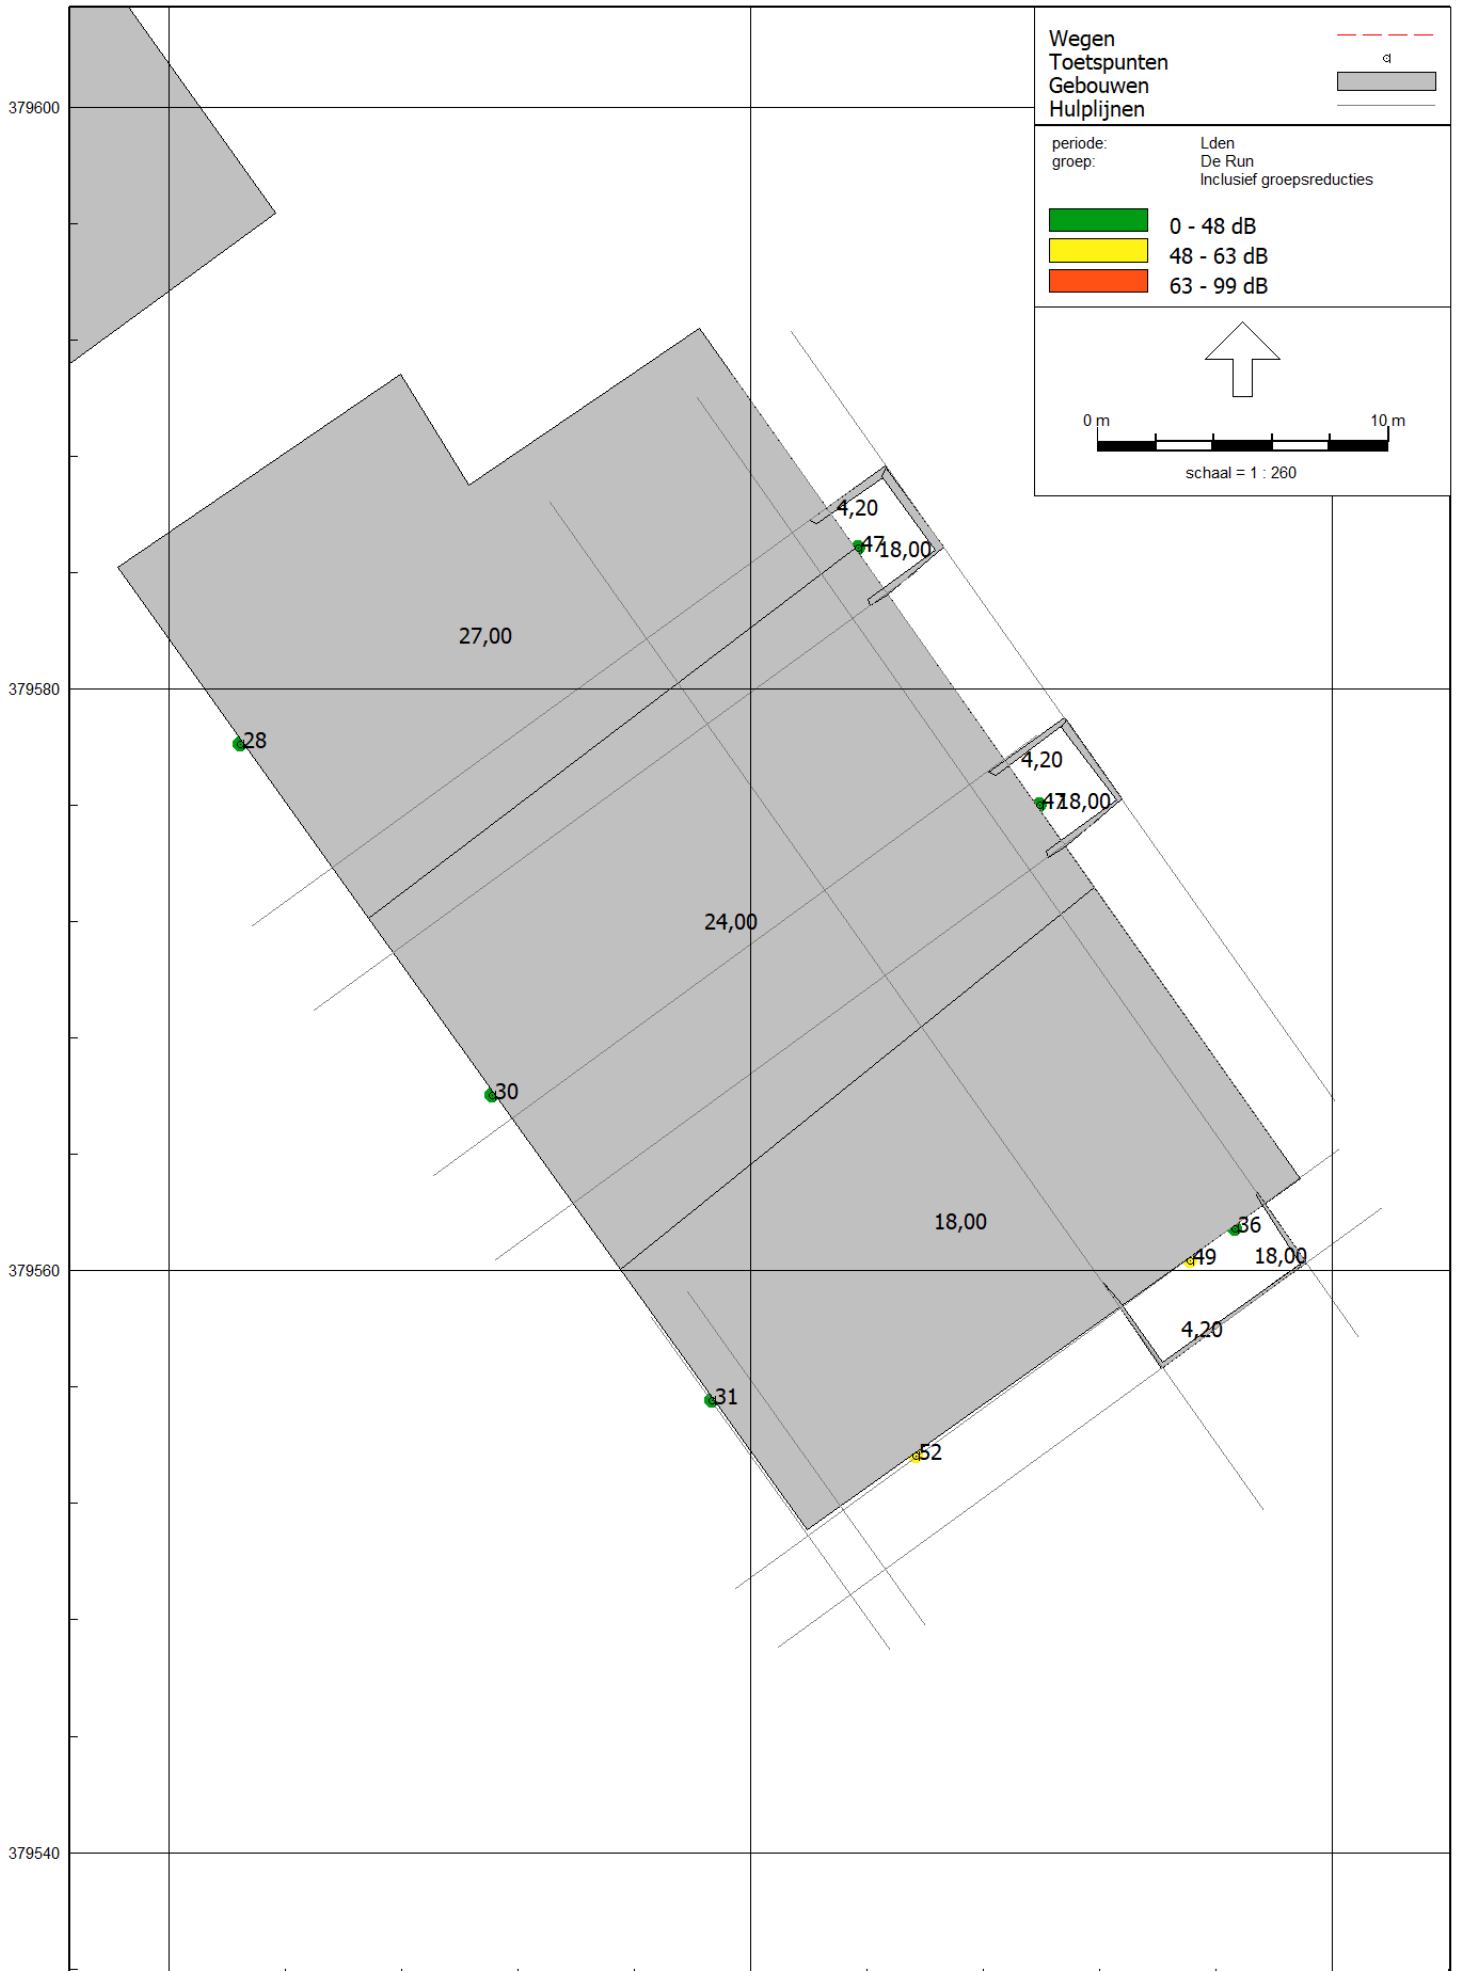 Wegen
Toetspunten
Gebouwen
Hulplijnen
periode: Lden
groep: De Run
Inclusief groepsreducties
0 - 48 dB
48 - 63 dB
63 - 99 dB
0 m 10 m
schaal = 1 : 260
379600
4,20
47
18,00
27,00
379580
28
4,20
47
18,00
24,00
30
18,00
36
49
18,00
379560
4,20
31
52
379540